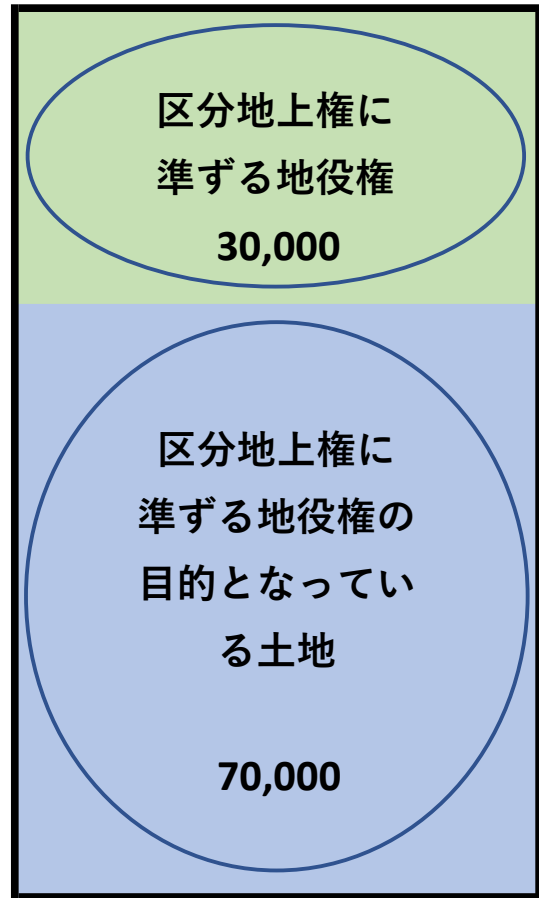 区分地上権に
準ずる地役権
30,000
区分地上権に
準ずる地役権の
目的となってい
る土地
70,000